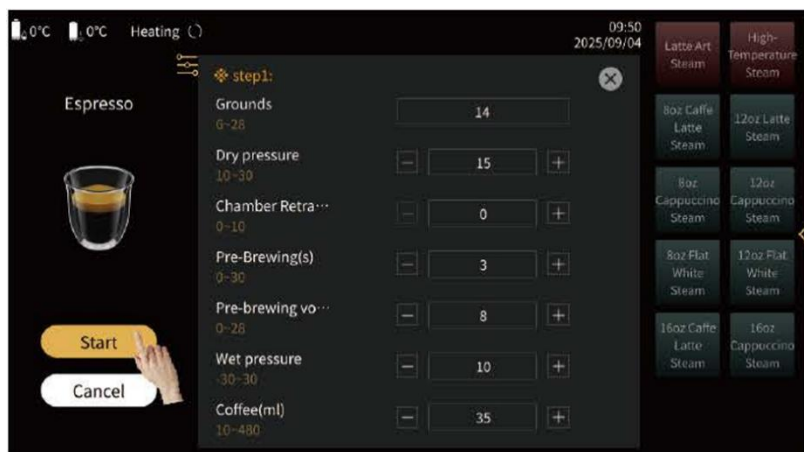 0°C 0°C Heating
09:50
2025/09/04
Espresso
Start
Cancel
step1:
Grounds
6~28
14
Dry pressure
10~30
15
Chamber Retra···
0~10
0
Pre-Brewing(s)
0~30
3
Pre-brewing vo···
0~28
8
Wet pressure
-30~30
10
Coffee(ml)
10~480
35
Latte Art
Steam
High-
Temperature
Steam
8oz Caffe
Latte
Steam
12oz Latte
Steam
8oz
Cappuccino
Steam
12oz
Cappuccino
Steam
8oz Flat
White
Steam
12oz Flat
White
Steam
16oz Caffe
Latte
Steam
16oz
Cappuccino
Steam